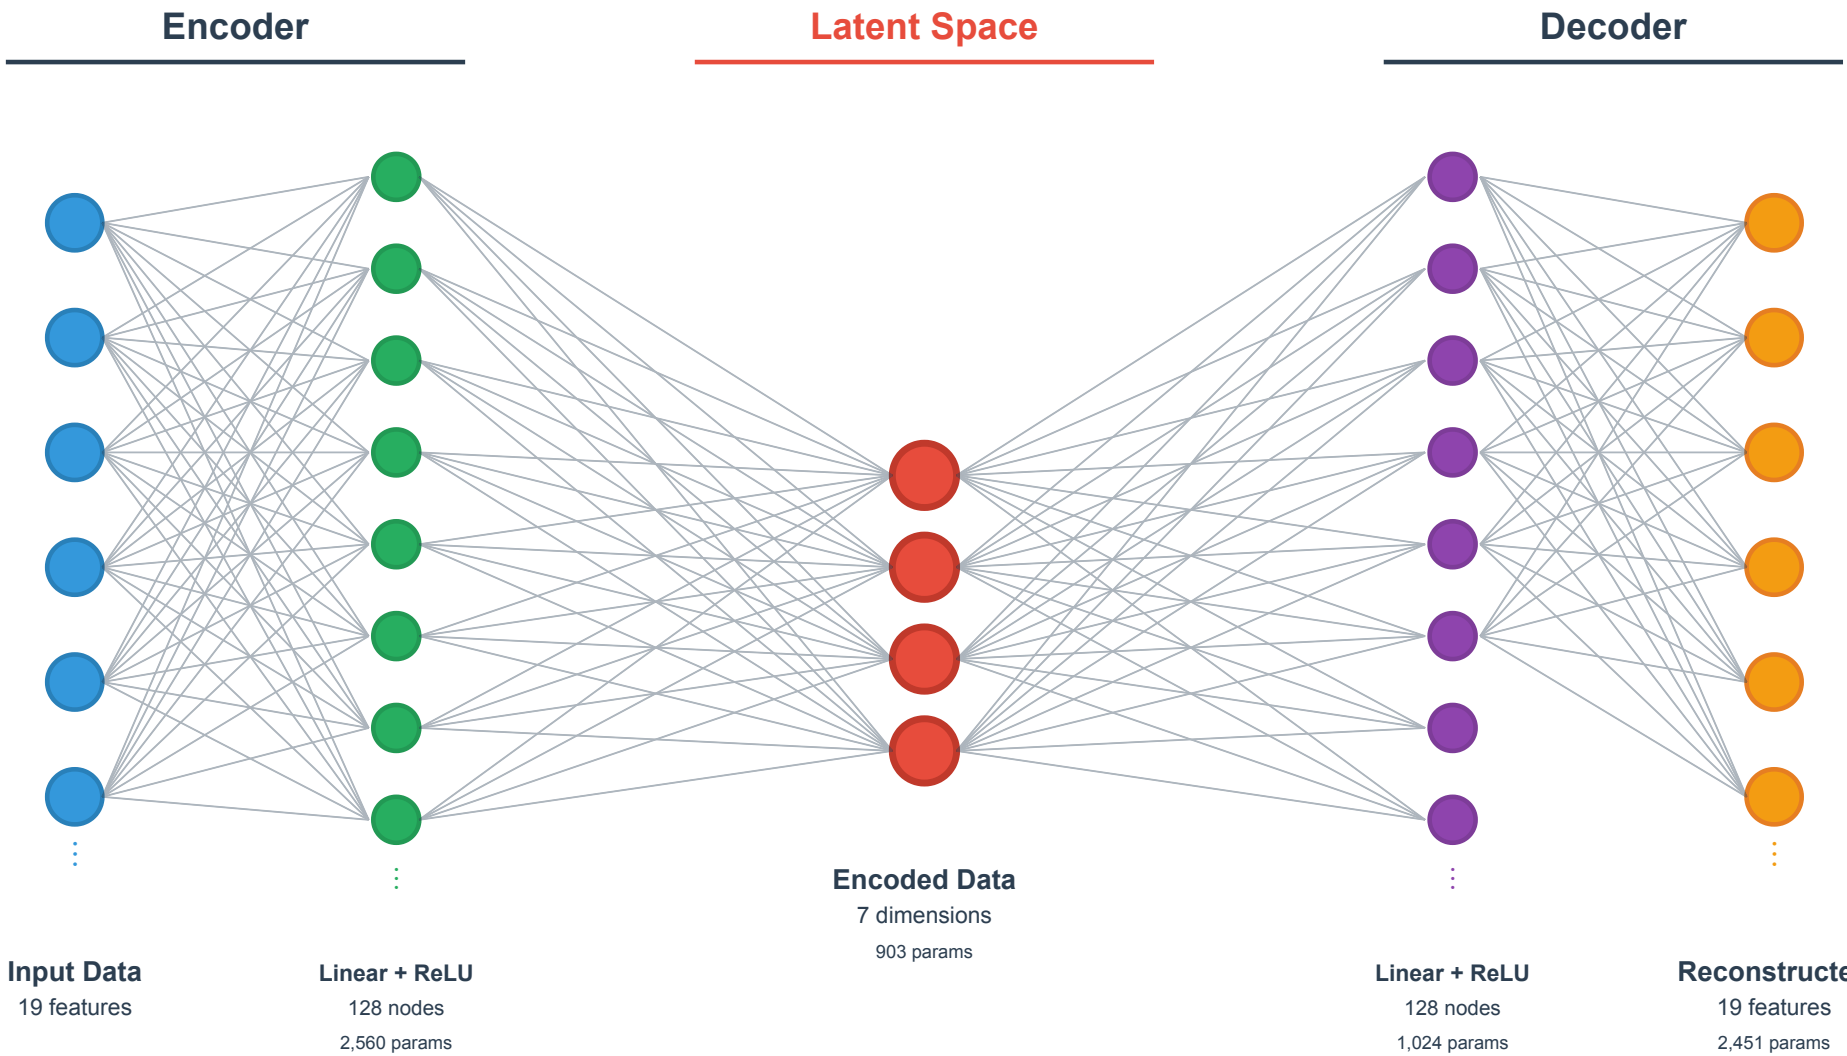 Encoder
Latent Space
Decoder
Encoded Data
7 dimensions
903 params
Input Data
19 features
Linear + ReLU
128 nodes
2,560 params
Linear + ReLU
128 nodes
1,024 params
Reconstructe
19 features
2,451 params